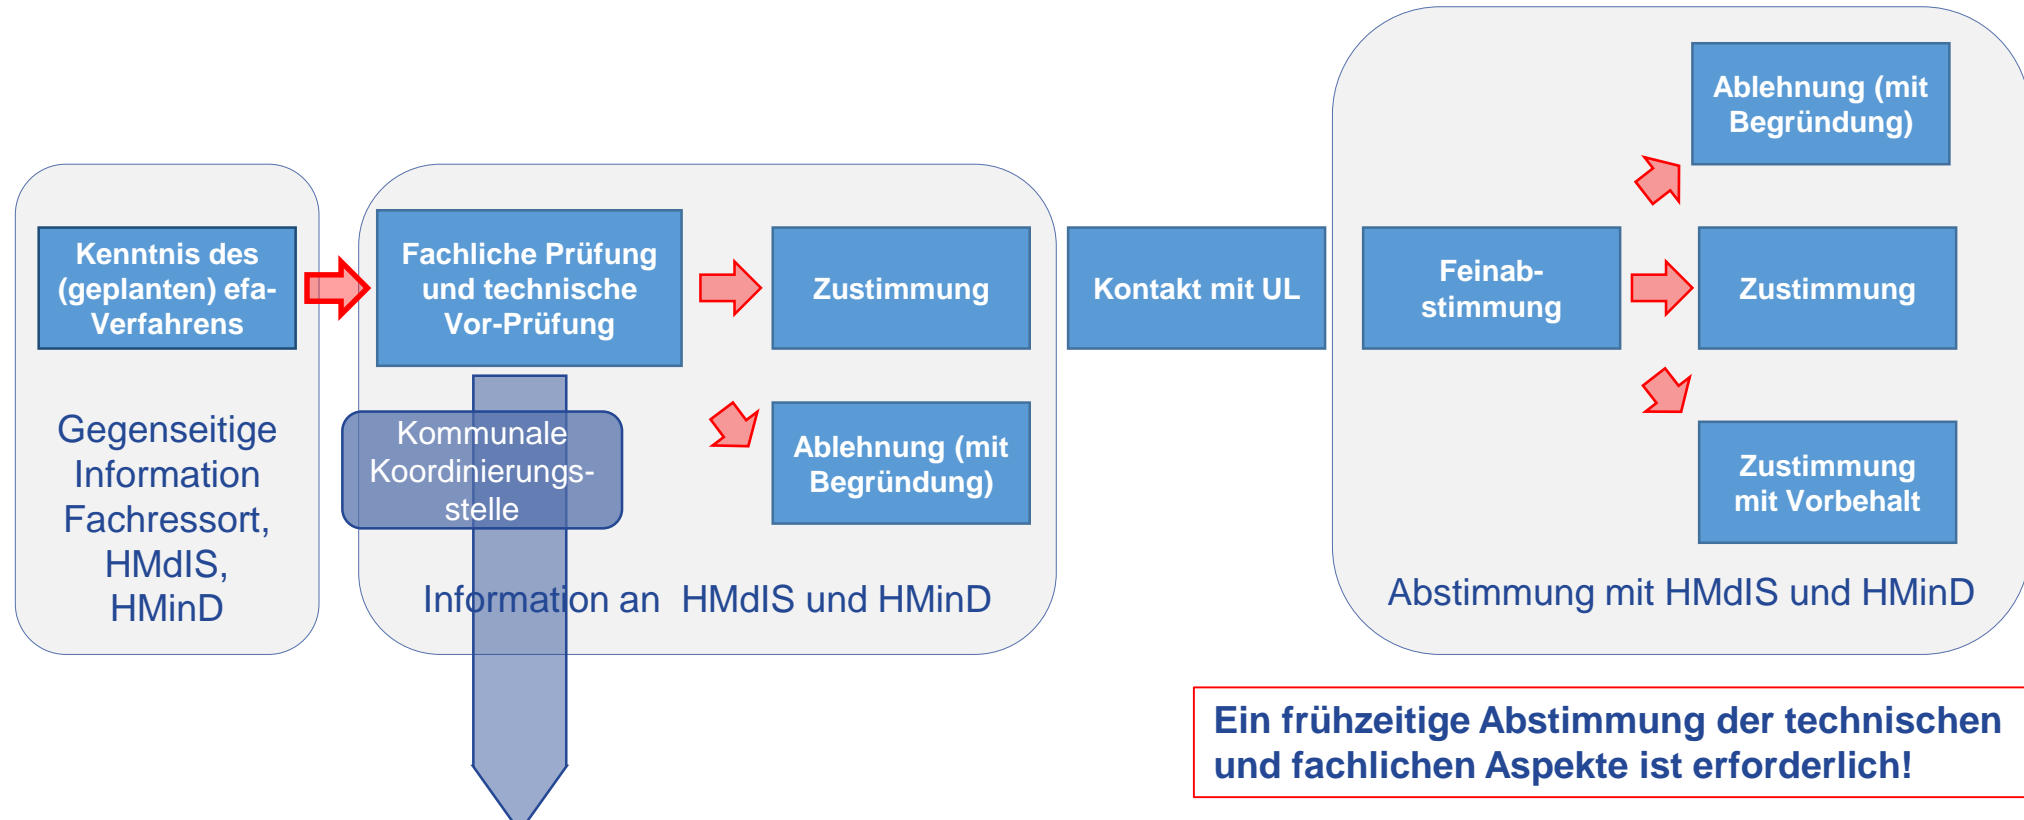 Kenntnis des
(geplanten) efa-
Verfahrens
Gegenseitige
Information
Fachressort,
HMdIS,
HMinD
Fachliche Prüfung
und technische
Vor-Prüfung
Kommunale
Koordinierungs-
stelle
Zustimmung
Ablehnung (mit
Begründung)
Information an  HMdIS und HMinD
Kontakt mit UL
Feinab-
stimmung
Ablehnung (mit
Begründung)
Zustimmung
Zustimmung
mit Vorbehalt
Abstimmung mit HMdIS und HMinD
Ein frühzeitige Abstimmung der technischen
und fachlichen Aspekte ist erforderlich!